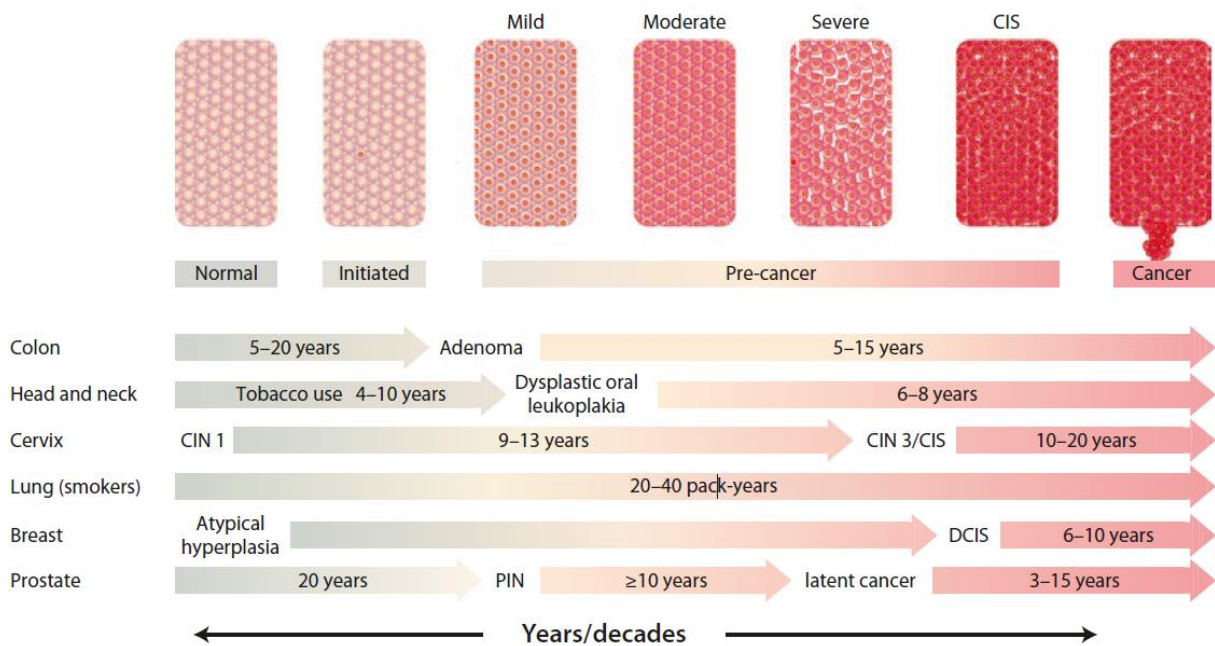 Mild Moderate Severe CIS
Normal Initiated Pre-cancer Cancer
Colon 5–20 years Adenoma 5–15 years
Head and neck Tobacco use 4–10 years Dysplastic oral
leukoplakia 6–8 years
Cervix CIN 1 9–13 years CIN 3/CIS 10–20 years
Lung (smokers) 20–40 pack-years
Breast Atypical
hyperplasia DCIS 6–10 years
Prostate 20 years PIN ≥10 years latent cancer 3–15 years
Years/decades